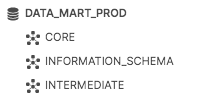 DATA_MART_PROD
CORE
INFORMATION_SCHEMA
INTERMEDIATE